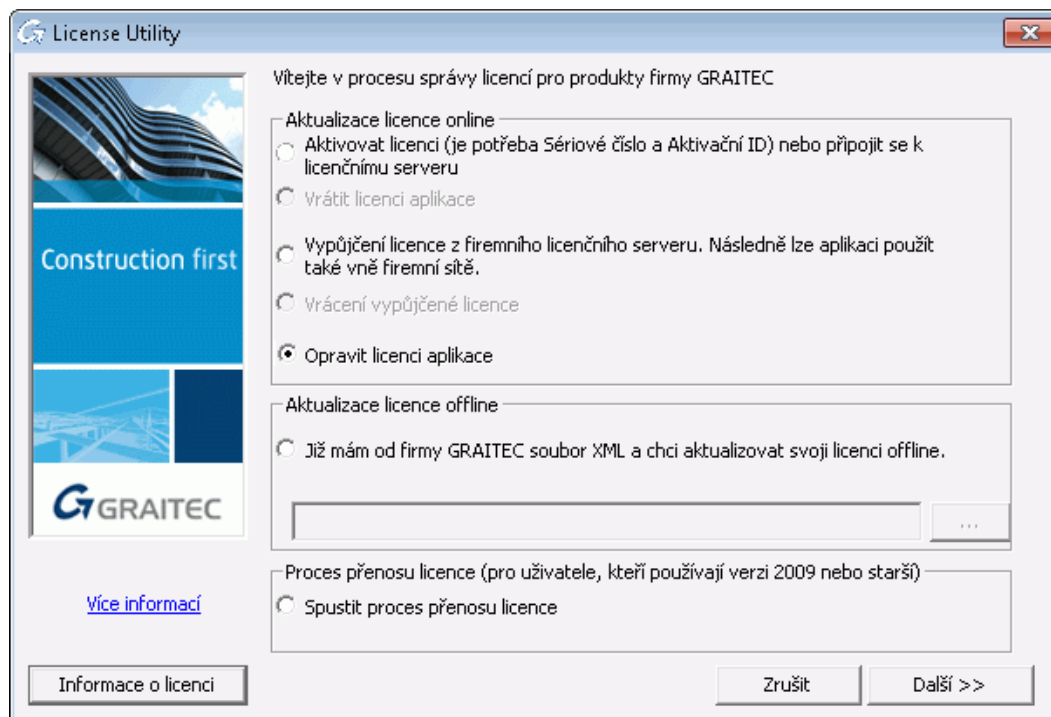 License Utility
Vítejte v procesu správy licencí pro produkty firmy GRAITEC
Aktualizace licence online
Aktivovat licenci (je potřeba Sériové číslo a Aktivační ID) nebo připojit se k
licenčnímu serveru
Vrátit licenci aplikace
Vypůjčení licence z firemního licenčního serveru. Následně lze aplikaci použít
také vně firemní sítě.
Vrácení vypůjčené licence
Opravit licenci aplikace
Construction first
GRAITEC
Aktualizace licence offline
Již mám od firmy GRAITEC soubor XML a chci aktualizovat svoji licenci offline.
...
Proces přenosu licence (pro uživatele, kteří používají verzi 2009 nebo starší)
Spustit proces přenosu licence
Více informací
Informace o licenci
Zrušit
Další >>